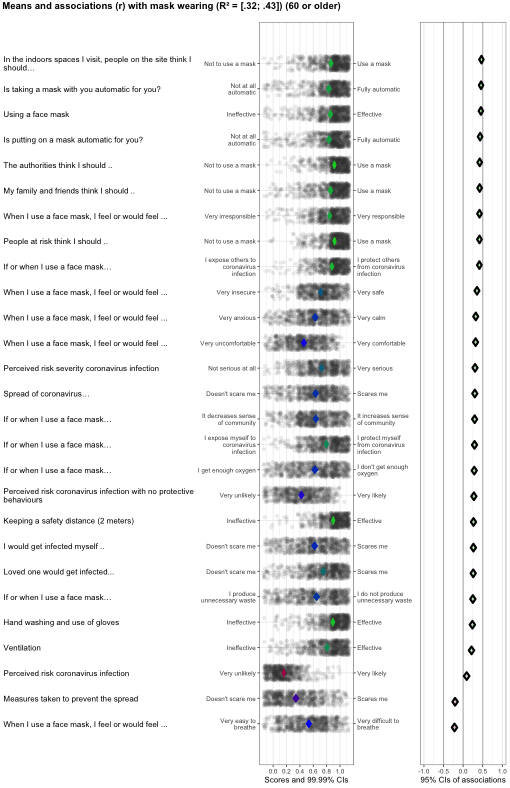 Means and associations (r) with mask wearing (R² = [.32; .43]) (60 or older)
In the indoors spaces I visit, people on the site think I should…
Not to use a mask
Use a mask
Is taking a mask with you automatic for you?
Not at all automatic
Fully automatic
Using a face mask
Ineffective
Effective
Is putting on a mask automatic for you?
Not at all automatic
Fully automatic
The authorities think I should ..
Not to use a mask
Use a mask
My family and friends think I should ..
Not to use a mask
Use a mask
When I use a face mask, I feel or would feel ...
Very irresponsible
Very responsible
People at risk think I should ..
Not to use a mask
Use a mask
If or when I use a face mask…
I expose others to coronavirus infection
I protect others from coronavirus infection
When I use a face mask, I feel or would feel ...
Very insecure
Very safe
When I use a face mask, I feel or would feel ...
Very anxious
Very calm
When I use a face mask, I feel or would feel ...
Very uncomfortable
Very comfortable
Perceived risk severity coronavirus infection
Not serious at all
Very serious
Spread of coronavirus…
Doesn't scare me
Scares me
If or when I use a face mask…
It decreases sense of community
It increases sense of community
If or when I use a face mask…
I expose myself to coronavirus infection
I protect myself from coronavirus infection
If or when I use a face mask…
I get enough oxygen
I don't get enough oxygen
Perceived risk coronavirus infection with no protective behaviours
Very unlikely
Very likely
Keeping a safety distance (2 meters)
Ineffective
Effective
I would get infected myself ..
Doesn't scare me
Scares me
Loved one would get infected...
Doesn't scare me
Scares me
If or when I use a face mask…
I produce unnecessary waste
I do not produce unnecessary waste
Hand washing and use of gloves
Ineffective
Effective
Ventilation
Ineffective
Effective
Perceived risk coronavirus infection
Very unlikely
Very likely
Measures taken to prevent the spread
Doesn't scare me
Scares me
When I use a face mask, I feel or would feel ...
Very easy to breathe
Very difficult to breathe
0.0 0.2 0.4 0.6 0.8 1.0
Scores and 99.99% CIs
-1.0 -0.5 0.0 0.5 1.0
95% CIs of associations